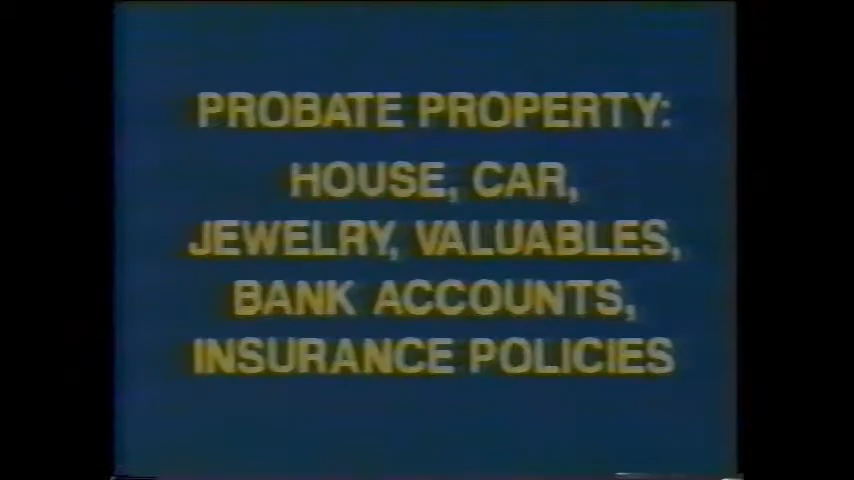 PROBATE PROPERTY:
HOUSE, CAR,
JEWELRY, VALUABLES,
BANK ACCOUNTS,
INSURANCE POLICIES